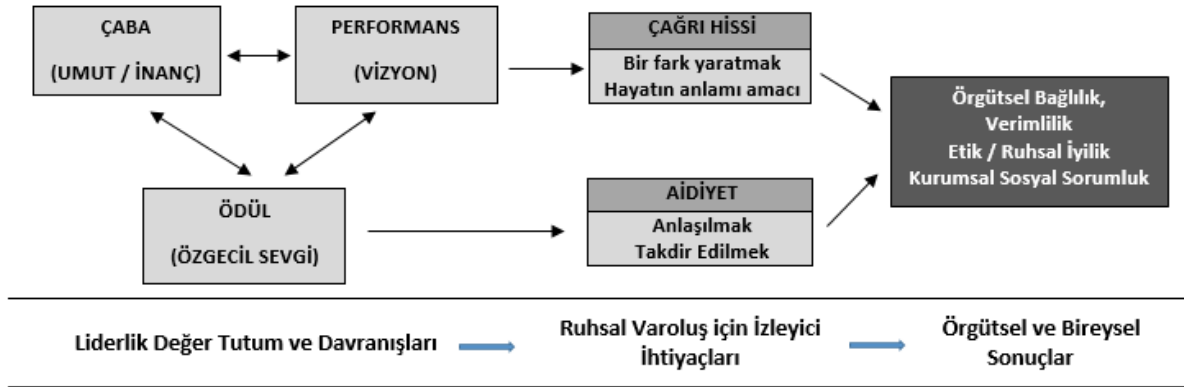 ÇABA
(UMUT / İNANÇ)
PERFORMANS
(VİZYON)
ÇAĞRI HİSSİ
Bir fark yaratmak
Hayatın anlamı amacı
Örgütsel Bağlılık,
Verimlilik
Etik / Ruhsal İyilik
Kurumsal Sosyal Sorumluk
ÖDÜL
(ÖZGECİL SEVGİ)
AİDİYET
Anlaşılmak
Takdir Edilmek
Liderlik Değer Tutum ve Davranışları
Ruhsal Varoluş için İzleyici
İhtiyaçları
Örgütsel ve Bireysel
Sonuçlar